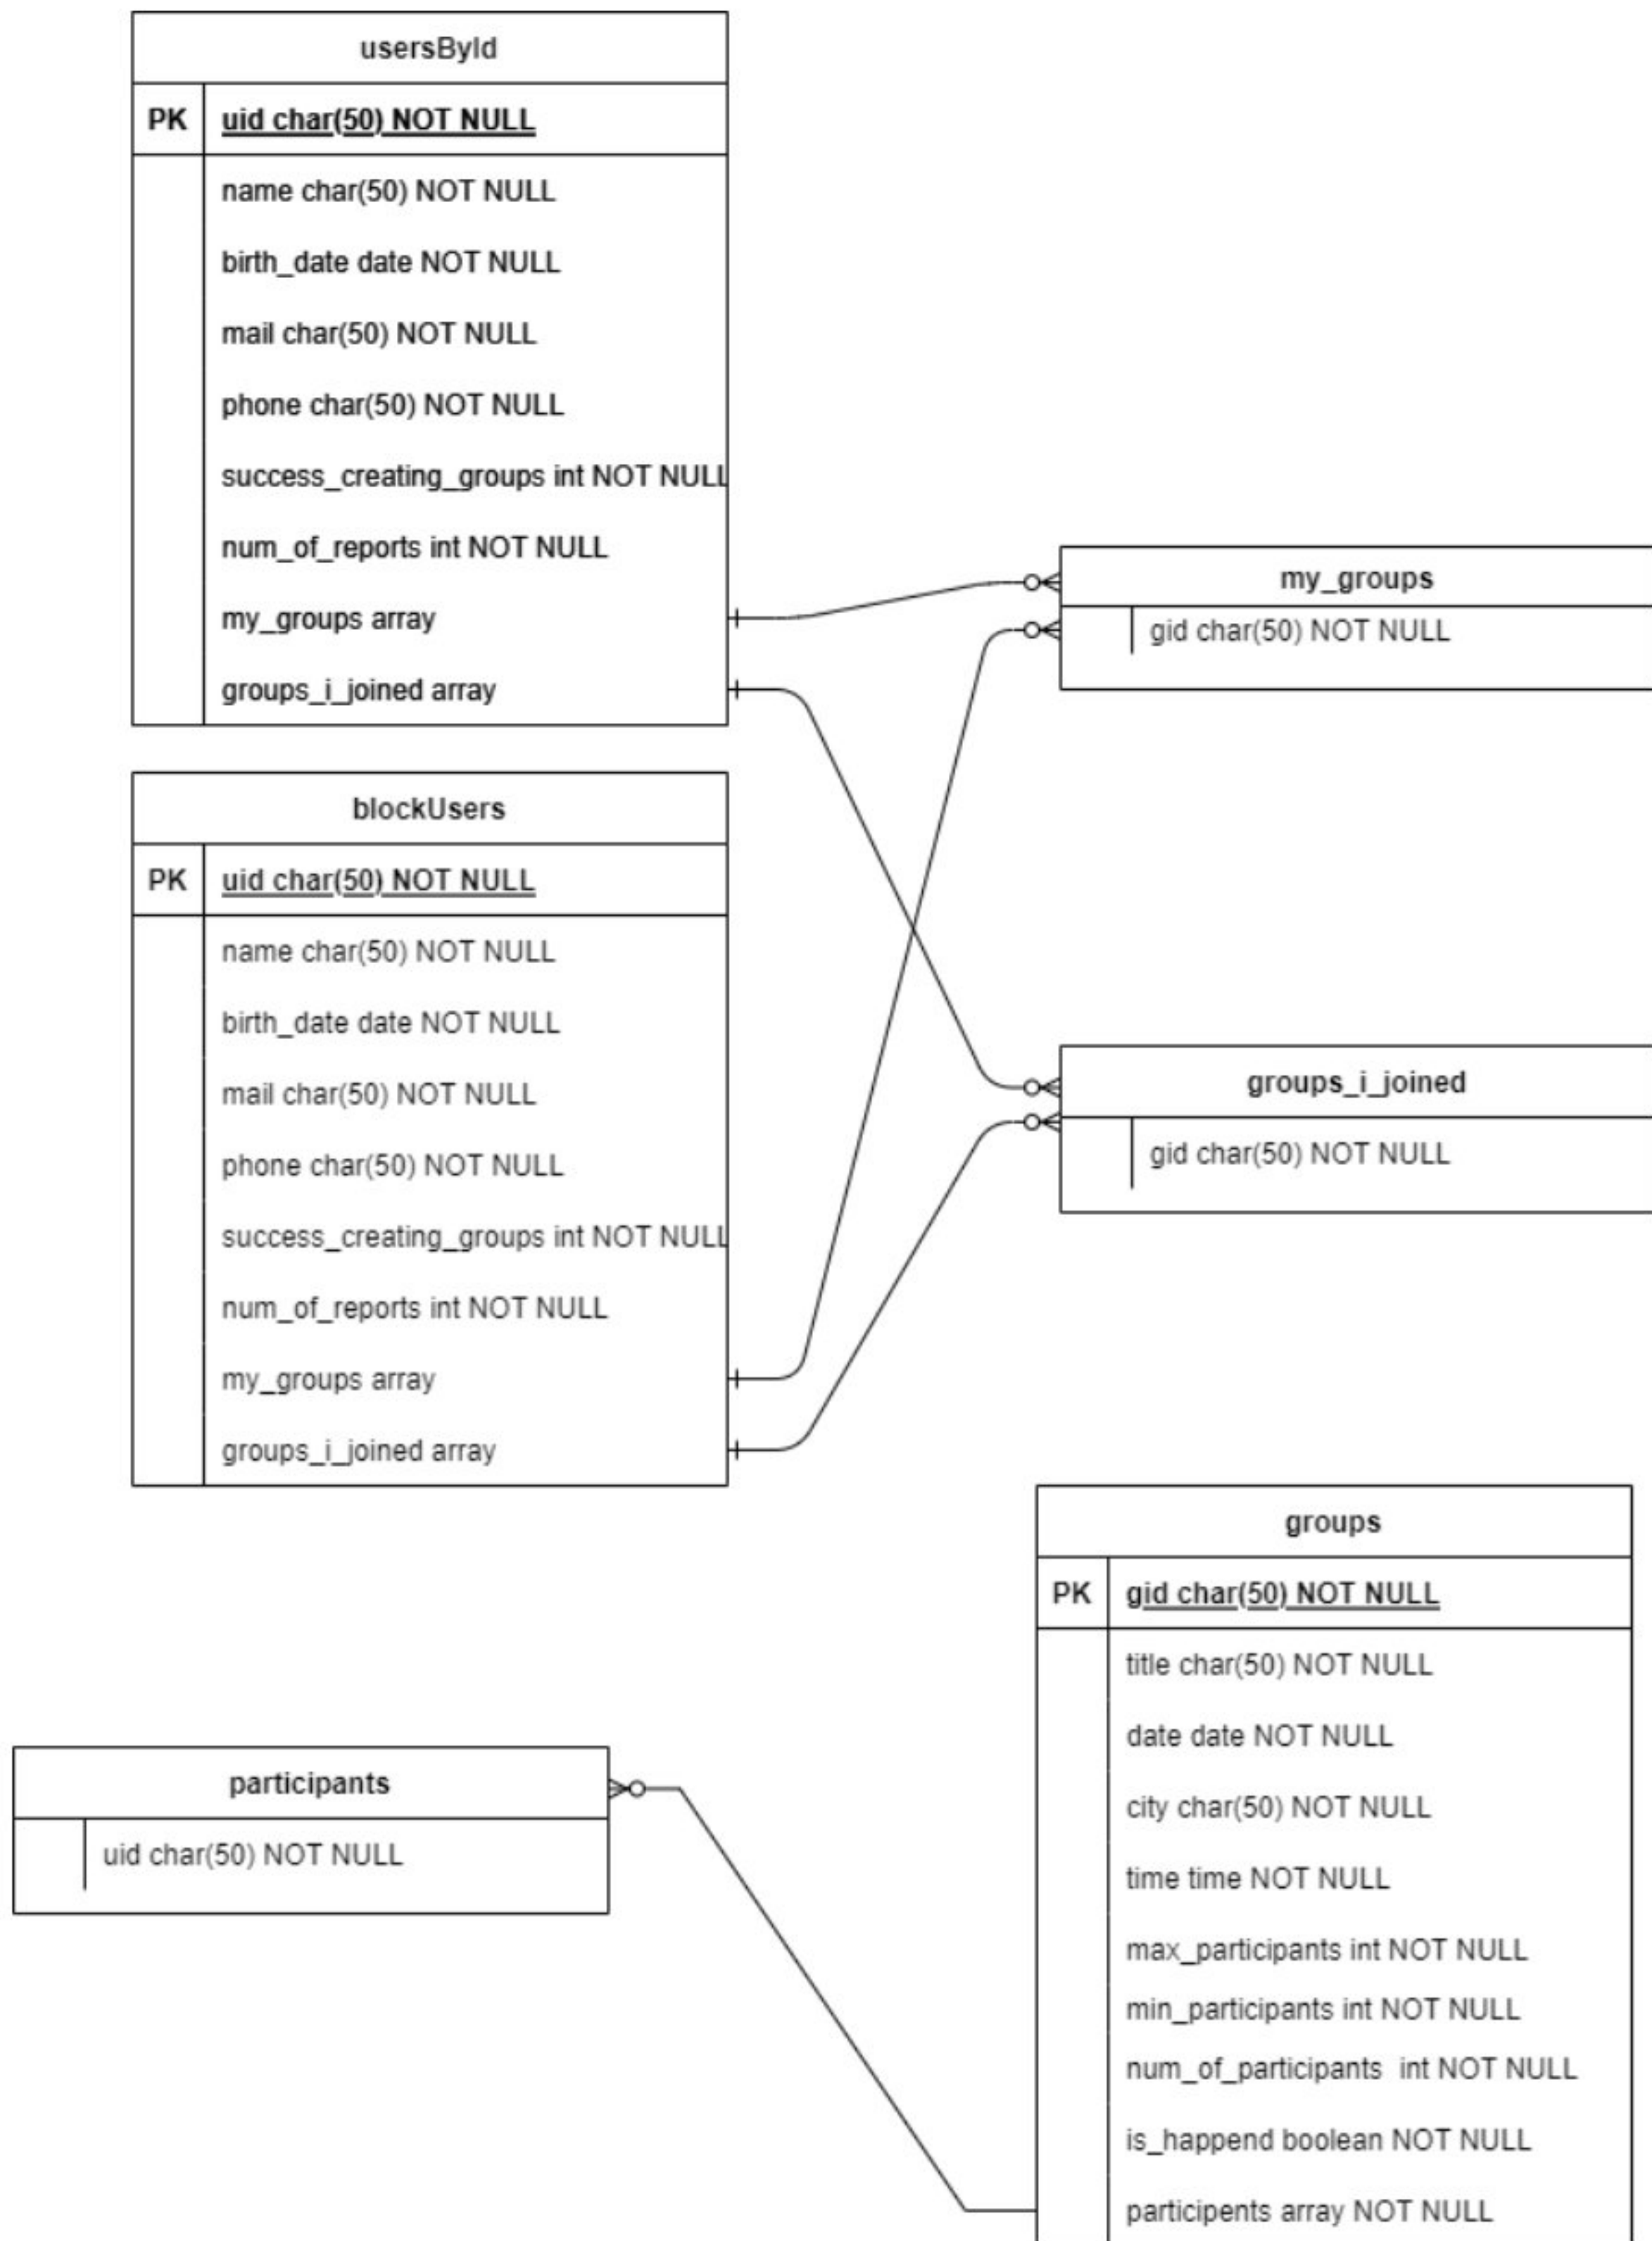 usersById
PK uid char(50) NOT NULL
name char(50) NOT NULL
birth_date date NOT NULL
mail char(50) NOT NULL
phone char(50) NOT NULL
success_creating_groups int NOT NULL
num_of_reports int NOT NULL
my_groups array
groups_i_joined array
my_groups
gid char(50) NOT NULL
blockUsers
PK uid char(50) NOT NULL
name char(50) NOT NULL
birth_date date NOT NULL
mail char(50) NOT NULL
phone char(50) NOT NULL
success_creating_groups int NOT NULL
num_of_reports int NOT NULL
my_groups array
groups_i_joined array
groups_i_joined
gid char(50) NOT NULL
groups
PK gid char(50) NOT NULL
title char(50) NOT NULL
date date NOT NULL
city char(50) NOT NULL
time time NOT NULL
max_participants int NOT NULL
min_participants int NOT NULL
num_of_participants int NOT NULL
is_happend boolean NOT NULL
participents array NOT NULL
participants
uid char(50) NOT NULL